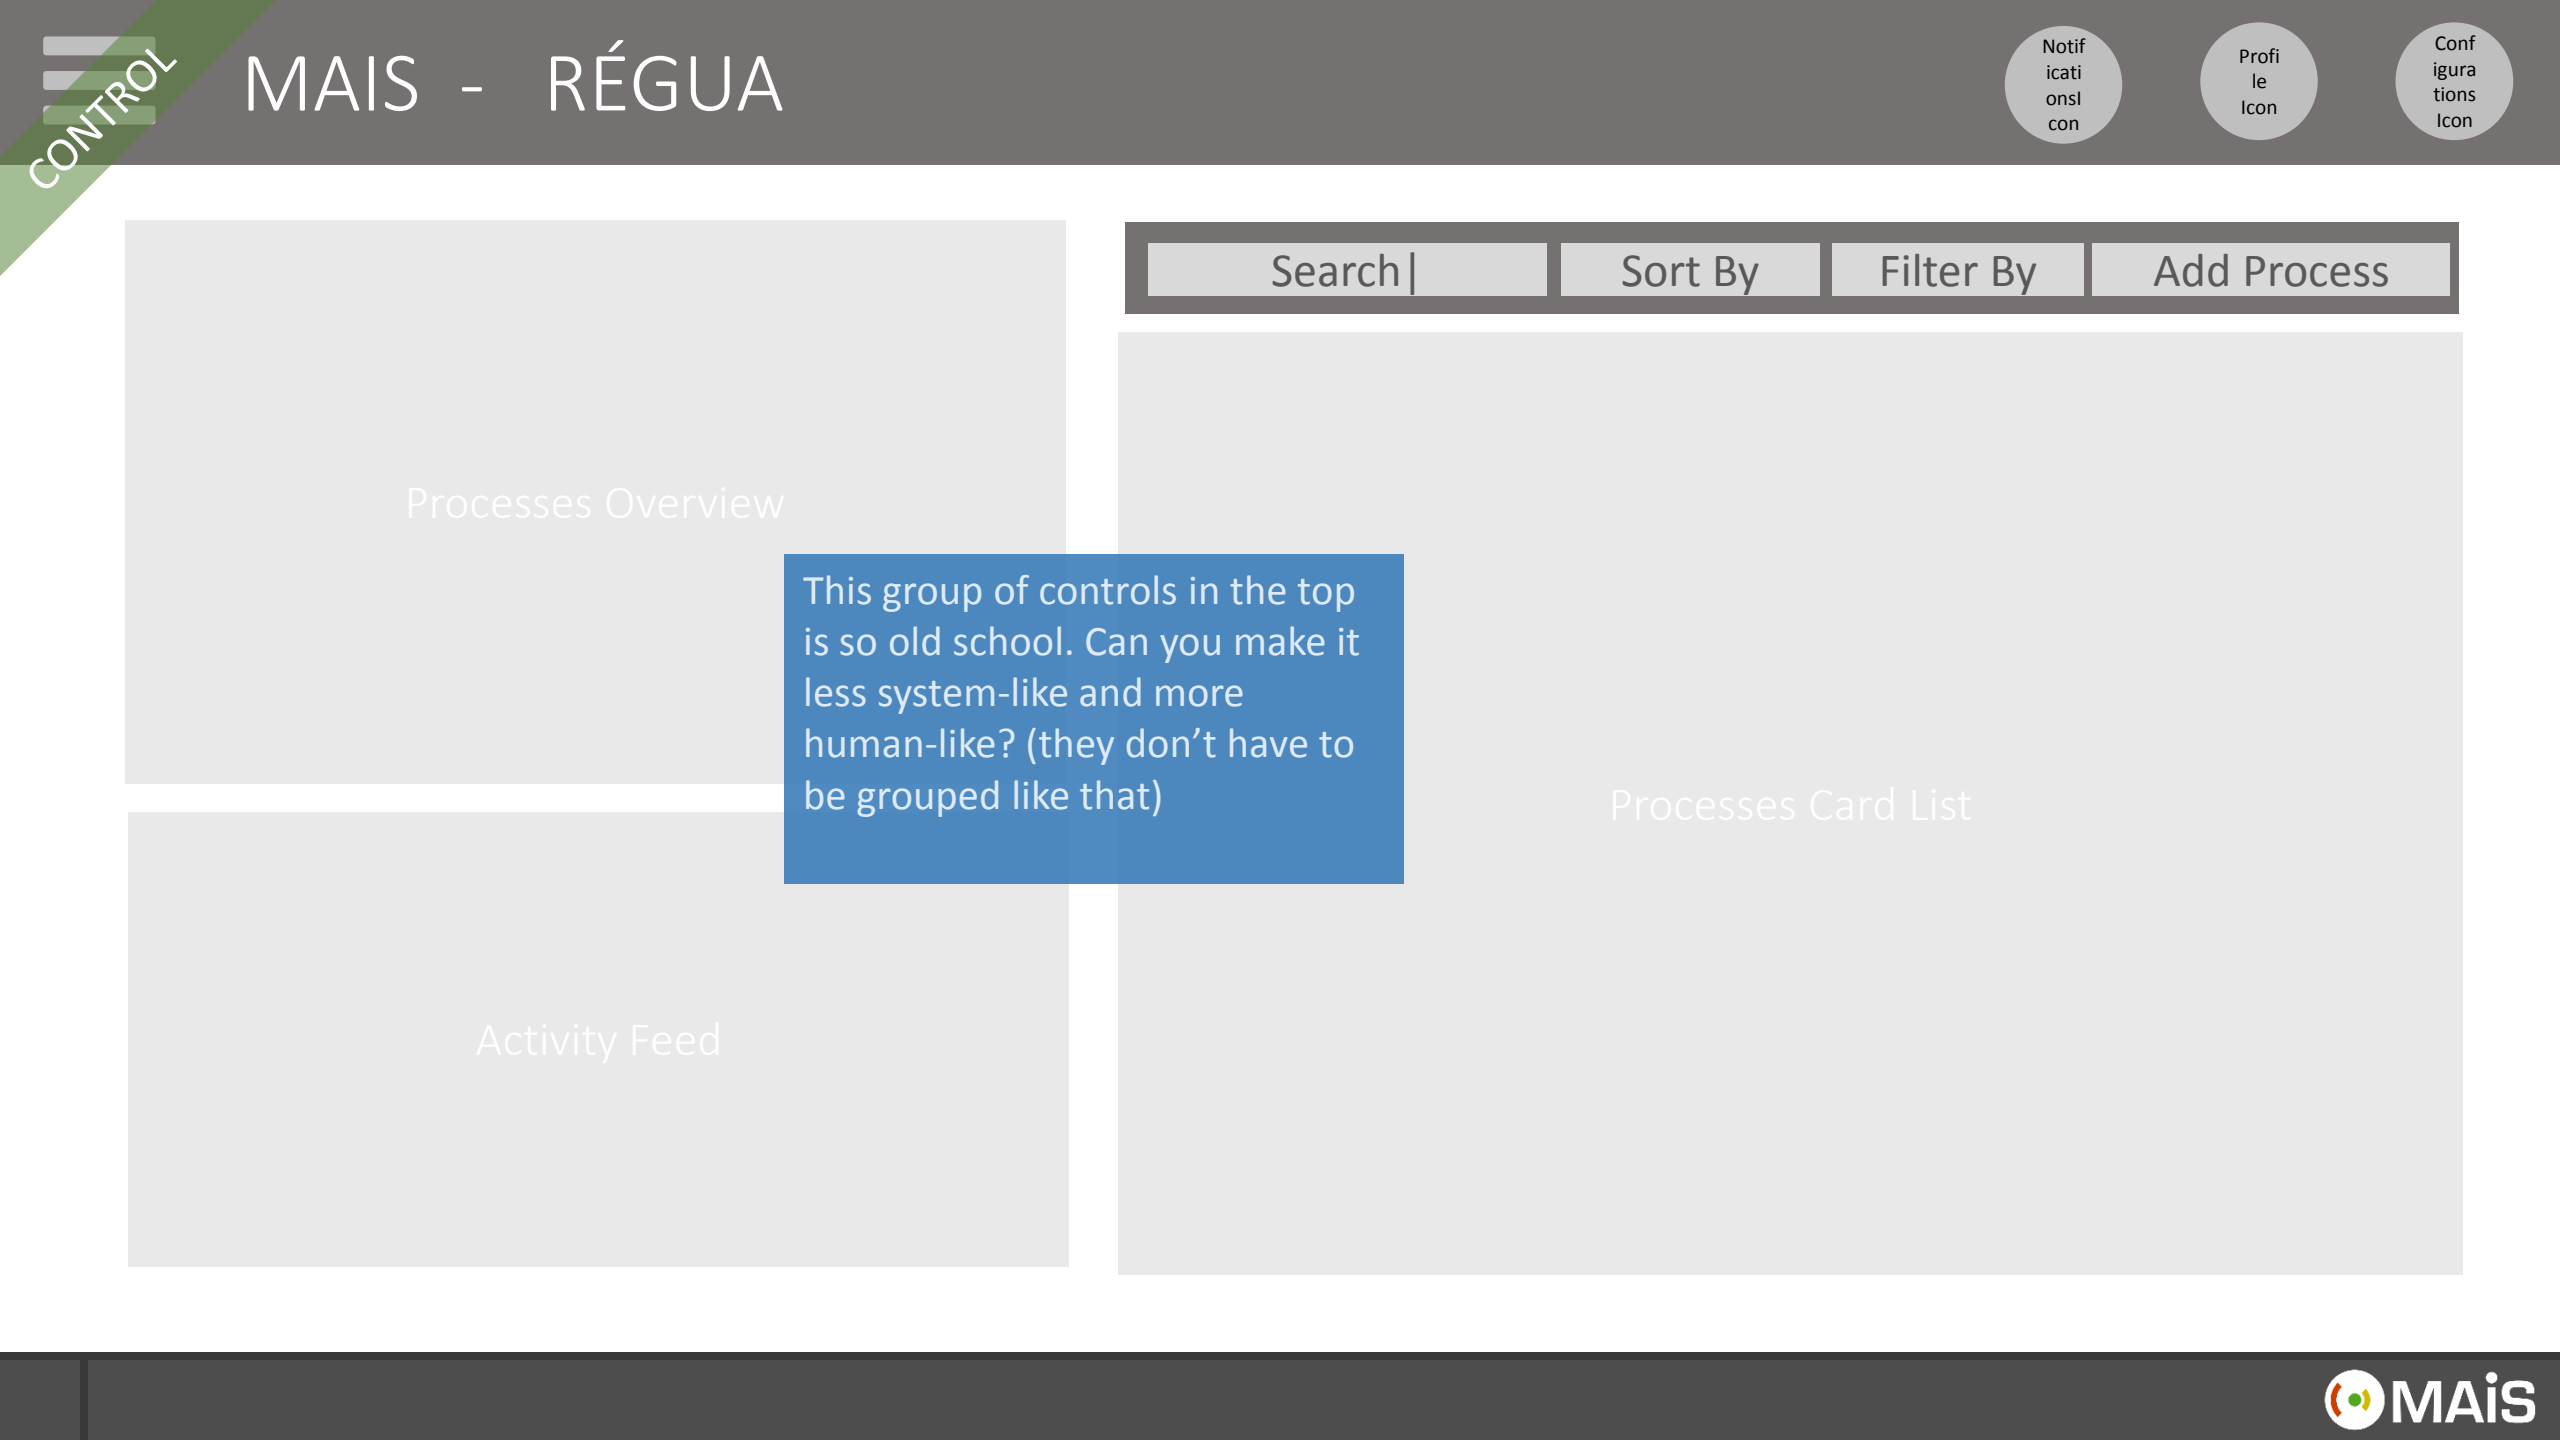 CONTROL
MAIS - RÉGUA
Notif
icati
onsI
con
Profi
le
Icon
Conf
igura
tions
Icon
Search|
Sort By
Filter By
Add Process
Processes Overview
This group of controls in the top
is so old school. Can you make it
less system-like and more
human-like? (they don’t have to
be grouped like that)
Processes Card List
Activity Feed
MAiS